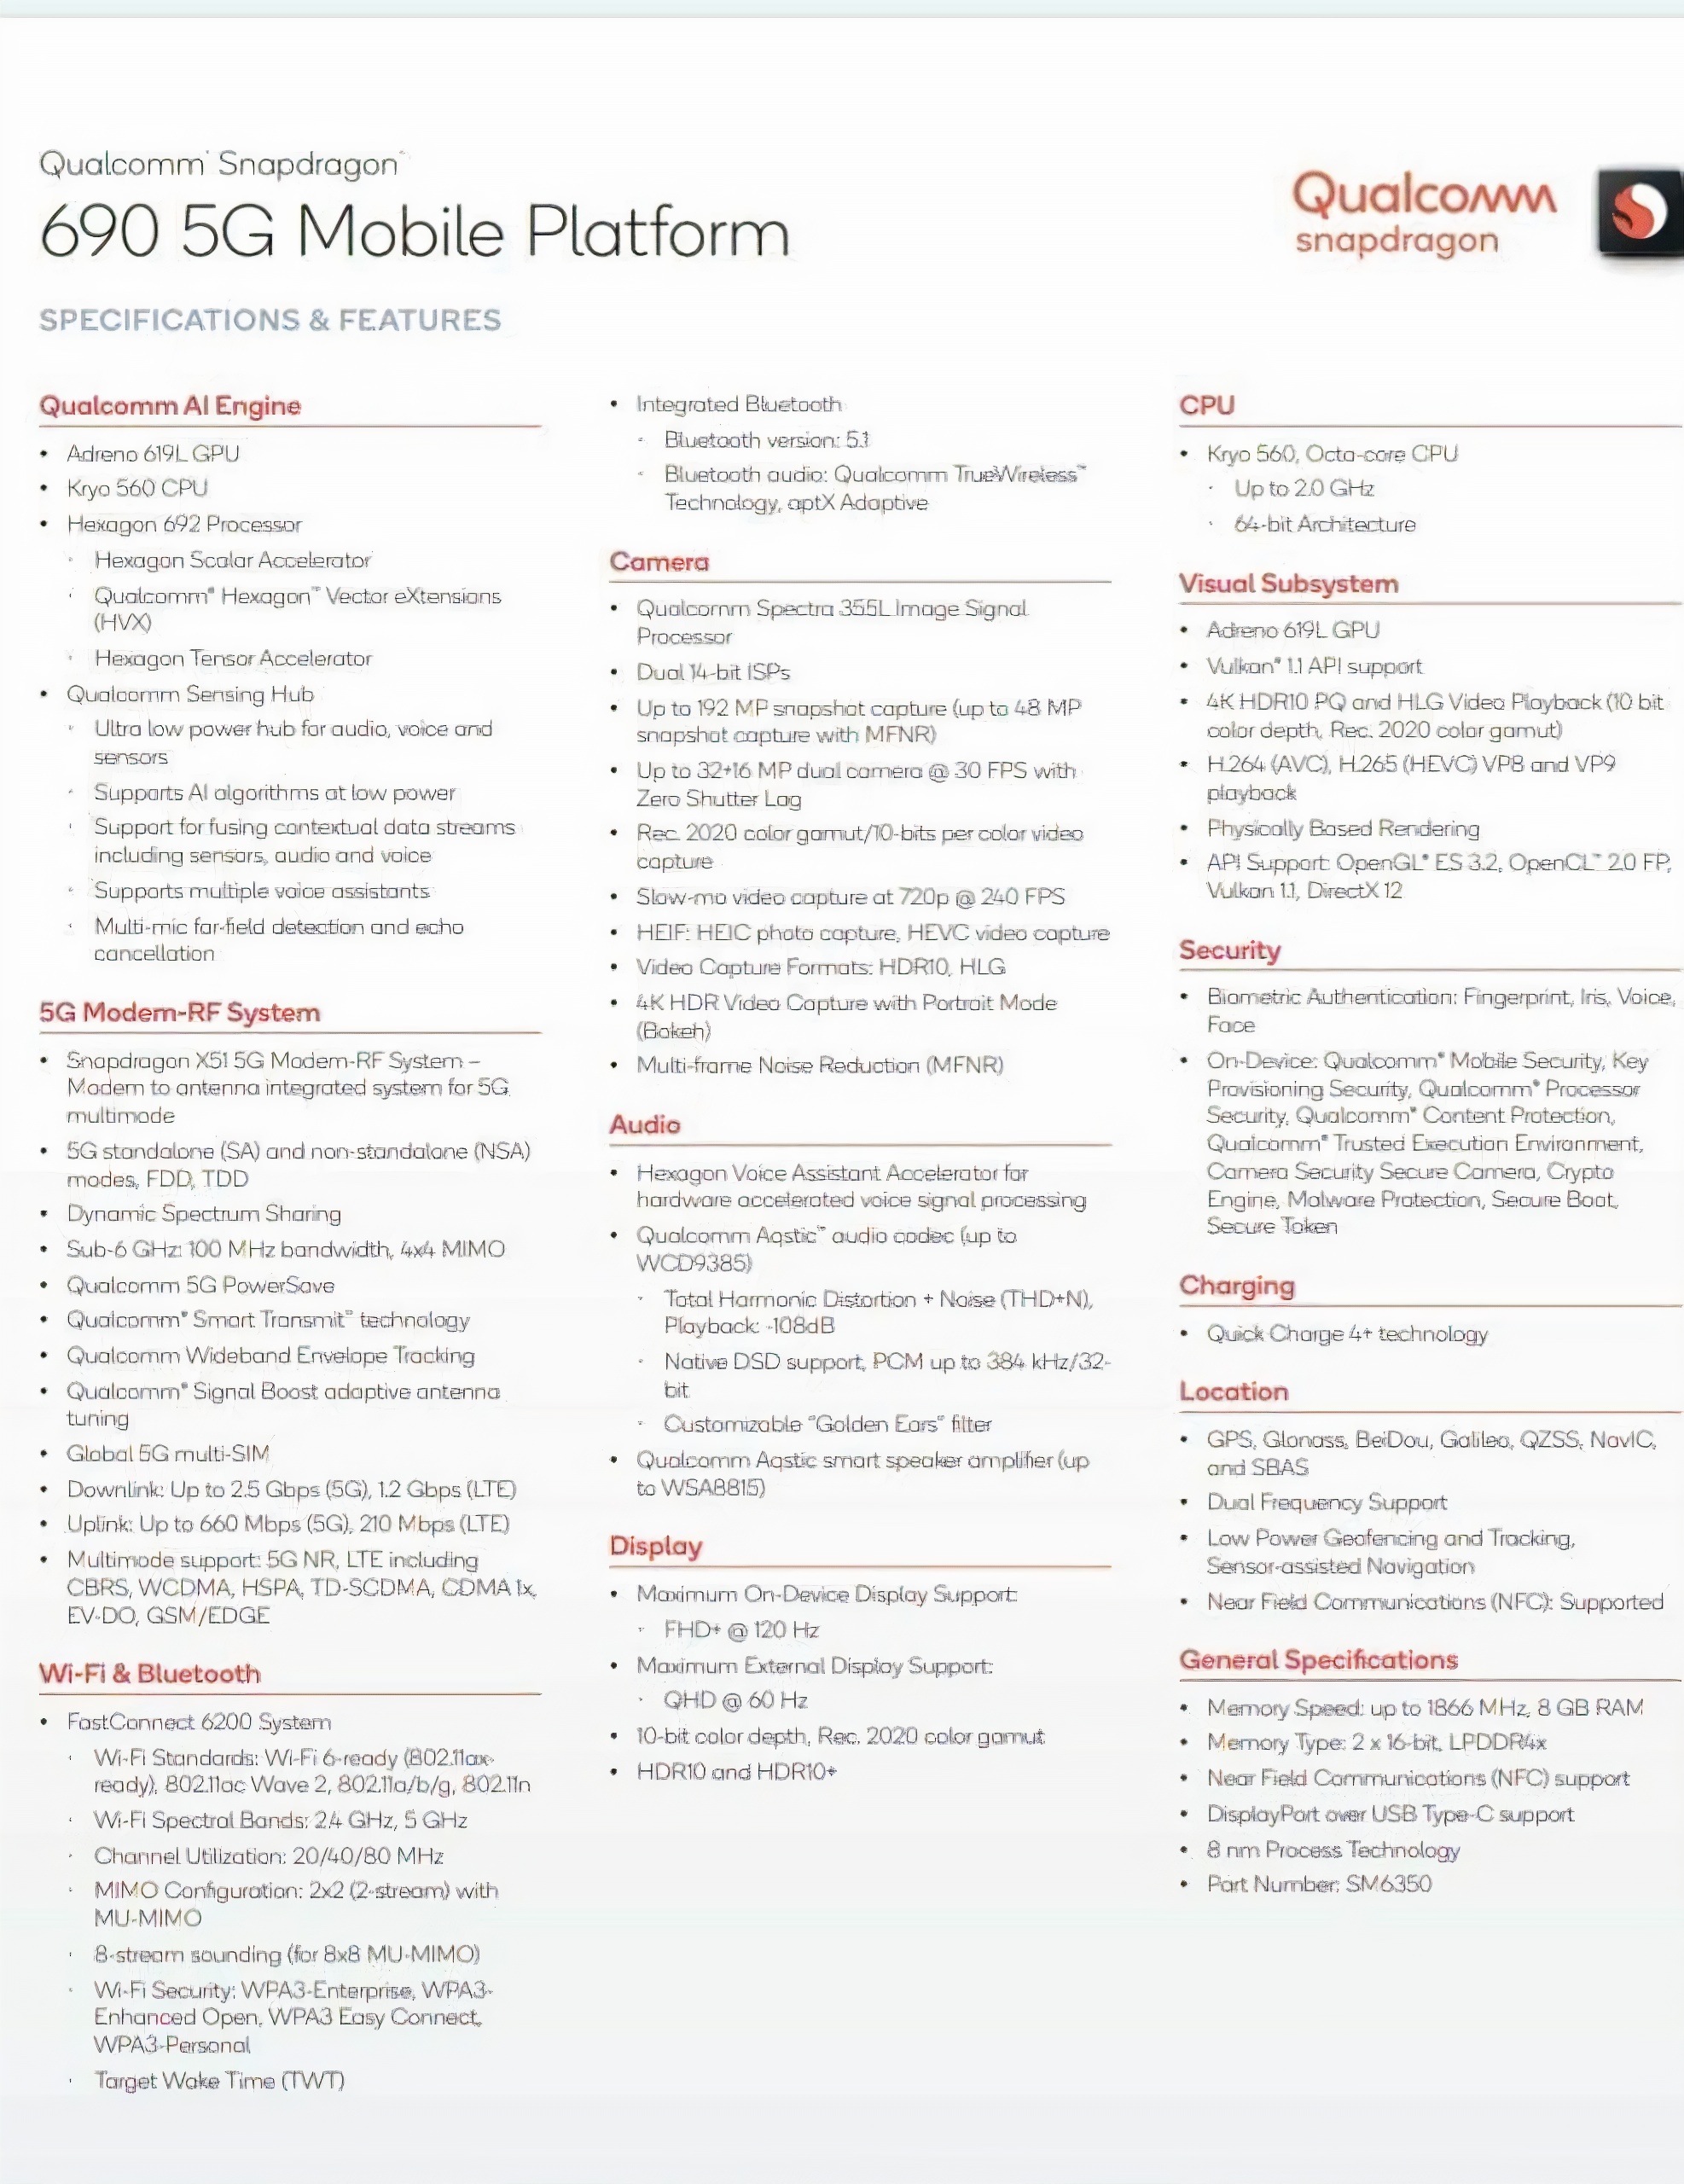 Qualcomm® Snapdragon™
690 5G Mobile Platform
Qualcomm
snapdragon
SPECIFICATIONS & FEATURES
Qualcomm AI Engine
• Adreno 619L GPU
• Kryo 560 CPU
• Hexagon 692 Processor
· Hexagon Scalar Accelerator
· Qualcomm® Hexagon™ Vector eXtensions
(HVX)
· Hexagon Tensor Accelerator
• Qualcomm Sensing Hub
· Ultra low power hub for audio, voice and
sensors
· Supports AI algorithms at low power
· Support for fusing contextual data streams
including sensors, audio and voice
· Supports multiple voice assistants
· Multi-mic far-field detection and echo
cancellation
5G Modem-RF System
• Snapdragon X51 5G Modem-RF System –
Modem to antenna integrated system for 5G
multimode
• 5G standalone (SA) and non-standalone (NSA)
modes, FDD, TDD
• Dynamic Spectrum Sharing
• Sub-6 GHz: 100 MHz bandwidth, 4x4 MIMO
• Qualcomm 5G PowerSave
• Qualcomm® Smart Transmit™ technology
• Qualcomm Wideband Envelope Tracking
• Qualcomm® Signal Boost adaptive antenna
tuning
• Global 5G multi-SIM
• Downlink: Up to 2.5 Gbps (5G), 1.2 Gbps (LTE)
• Uplink: Up to 660 Mbps (5G), 210 Mbps (LTE)
• Multimode support: 5G NR, LTE including
CBRS, WCDMA, HSPA, TD-SCDMA, CDMA 1x,
EV-DO, GSM/EDGE
Wi-Fi & Bluetooth
• FastConnect 6200 System
· Wi-Fi Standards: Wi-Fi 6-ready (802.11ax-
ready), 802.11ac Wave 2, 802.11a/b/g, 802.11n
· Wi-Fi Spectral Bands: 2.4 GHz, 5 GHz
· Channel Utilization: 20/40/80 MHz
· MIMO Configuration: 2x2 (2-stream) with
MU-MIMO
· 8-stream sounding (for 8x8 MU-MIMO)
· Wi-Fi Security: WPA3-Enterprise, WPA3-
Enhanced Open, WPA3 Easy Connect,
WPA3-Personal
· Target Wake Time (TWT)
• Integrated Bluetooth
· Bluetooth version: 5.1
· Bluetooth audio: Qualcomm TrueWireless™
Technology, aptX Adaptive
Camera
• Qualcomm Spectra 355L Image Signal
Processor
• Dual 14-bit ISPs
• Up to 192 MP snapshot capture (up to 48 MP
snapshot capture with MFNR)
• Up to 32+16 MP dual camera @ 30 FPS with
Zero Shutter Lag
• Rec. 2020 color gamut/10-bits per color video
capture
• Slow-mo video capture at 720p @ 240 FPS
• HEIF: HEIC photo capture, HEVC video capture
• Video Capture Formats: HDR10, HLG
• 4K HDR Video Capture with Portrait Mode
(Bokeh)
• Multi-frame Noise Reduction (MFNR)
Audio
• Hexagon Voice Assistant Accelerator for
hardware accelerated voice signal processing
• Qualcomm Aqstic™ audio codec (up to
WCD9385)
· Total Harmonic Distortion + Noise (THD+N),
Playback: -108dB
· Native DSD support, PCM up to 384 kHz/32-
bit
· Customizable "Golden Ears" filter
• Qualcomm Aqstic smart speaker amplifier (up
to WSA8815)
Display
• Maximum On-Device Display Support:
· FHD+ @ 120 Hz
• Maximum External Display Support:
· QHD @ 60 Hz
• 10-bit color depth, Rec. 2020 color gamut
• HDR10 and HDR10+
CPU
• Kryo 560, Octa-core CPU
· Up to 2.0 GHz
· 64-bit Architecture
Visual Subsystem
• Adreno 619L GPU
• Vulkan® 1.1 API support
• 4K HDR10 PQ and HLG Video Playback (10 bit
color depth, Rec. 2020 color gamut)
• H.264 (AVC), H.265 (HEVC) VP8 and VP9
playback
• Physically Based Rendering
• API Support: OpenGL® ES 3.2, OpenCL™ 2.0 FP,
Vulkan 1.1, DirectX 12
Security
• Biometric Authentication: Fingerprint, Iris, Voice,
Face
• On-Device: Qualcomm® Mobile Security, Key
Provisioning Security, Qualcomm® Processor
Security, Qualcomm® Content Protection,
Qualcomm® Trusted Execution Environment,
Camera Security Secure Camera, Crypto
Engine, Malware Protection, Secure Boot,
Secure Token
Charging
• Quick Charge 4+ technology
Location
• GPS, Glonass, BeiDou, Galileo, QZSS, NavIC,
and SBAS
• Dual Frequency Support
• Low Power Geofencing and Tracking,
Sensor-assisted Navigation
• Near Field Communications (NFC): Supported
General Specifications
• Memory Speed: up to 1866 MHz, 8 GB RAM
• Memory Type: 2 x 16-bit, LPDDR4x
• Near Field Communications (NFC) support
• DisplayPort over USB Type-C support
• 8 nm Process Technology
• Part Number: SM6350